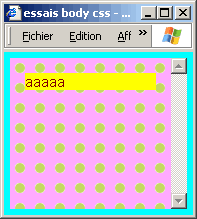 essais body css - ...
Fichier Edition Aff »
aaaaa